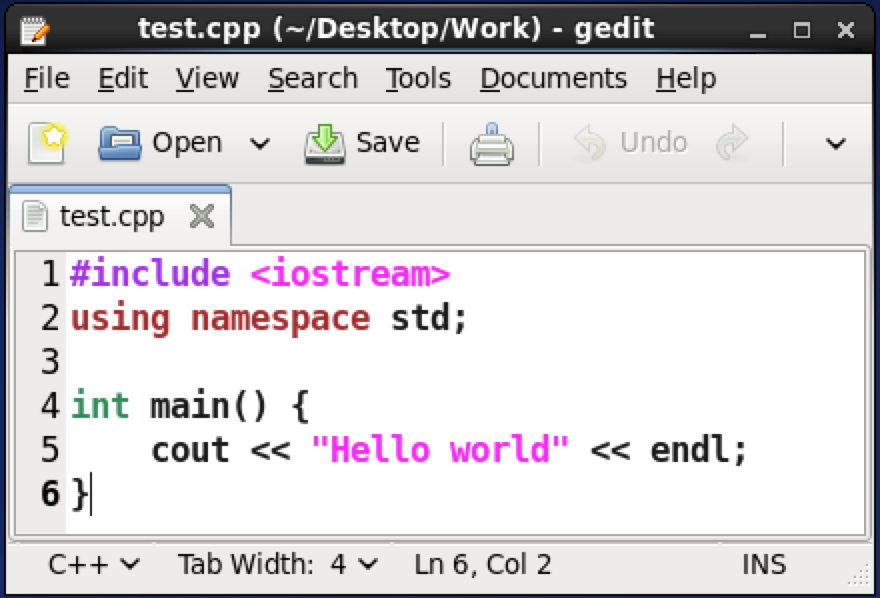 test.cpp (~/Desktop/Work) - gedit
File Edit View Search Tools Documents Help
Open Save Undo
test.cpp
1 #include <iostream>
2 using namespace std;
3
4 int main() {
5     cout << "Hello world" << endl;
6 }
C++ Tab Width: 4 Ln 6, Col 2 INS